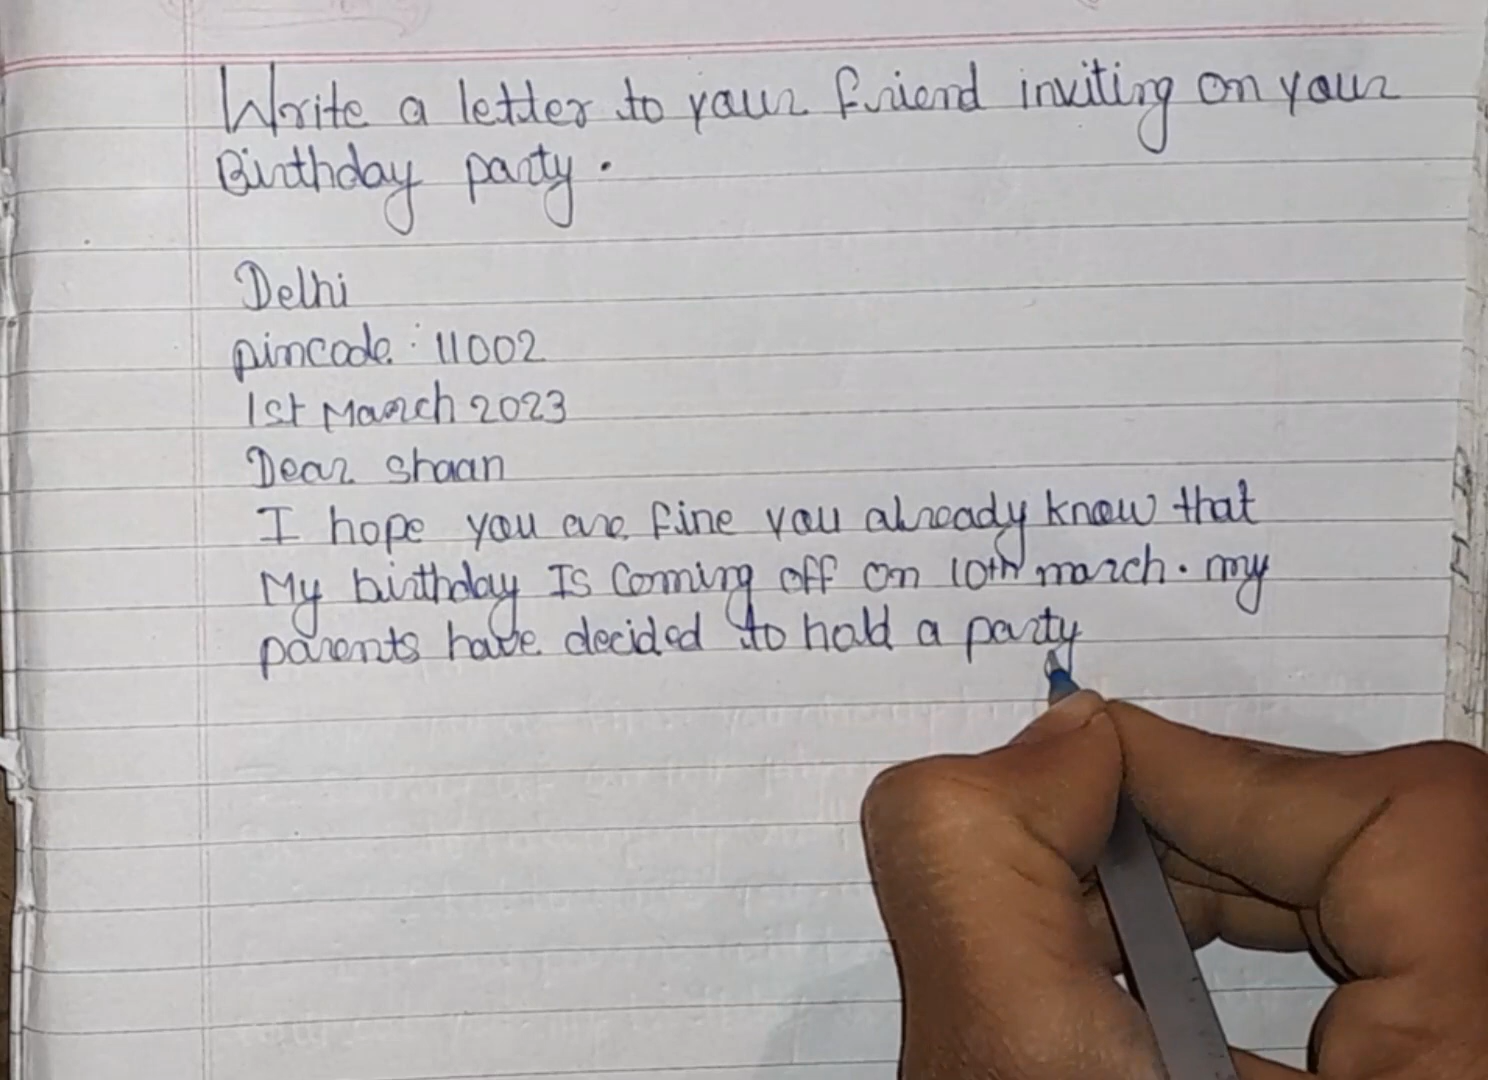 Write a letter to your friend inviting on your
Birthday party.
Delhi
pincode: 11002
1st March 2023
Dear shaan
I hope you are fine you already know that
My birthday Is Coming off on 10th march. my
parents have decided to hold a party